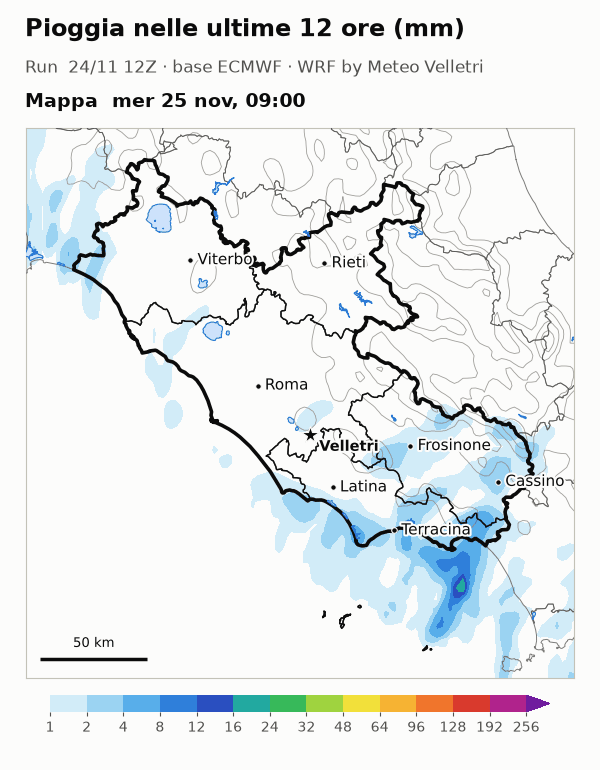 Pioggia nelle ultime 12 ore (mm)
Run  24/11 12Z · base ECMWF · WRF by Meteo Velletri
Mappa  mer 25 nov, 09:00
Viterbo
Rieti
Roma
Velletri
Frosinone
Latina
Cassino
Terracina
50 km
1 2 4 8 12 16 24 32 48 64 96 128 192 256